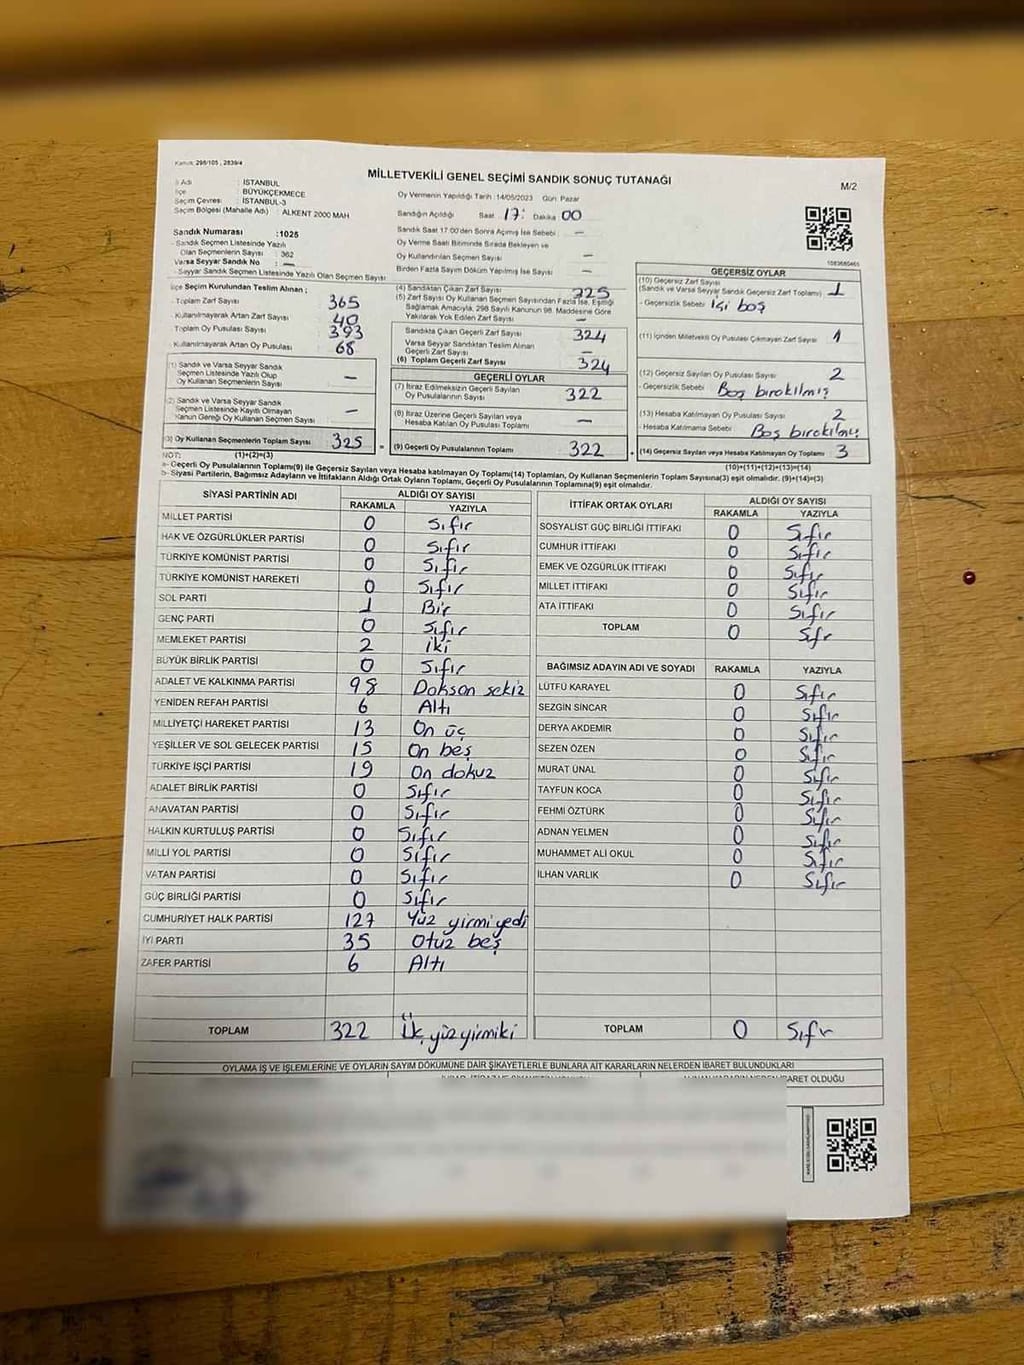 Kanun: 298/105 , 2839/4
MİLLETVEKİLİ GENEL SEÇİMİ SANDIK SONUÇ TUTANAĞI
M/2
İl Adı : İSTANBUL
İlçe : BÜYÜKÇEKMECE
Seçim Çevresi : İSTANBUL-3
Seçim Bölgesi (Mahalle Adı) : ALKENT 2000 MAH
Sandık Numarası :1025
- Sandık Seçmen Listesinde Yazılı
Olan Seçmenlerin Sayısı : 362
Varsa Seyyar Sandık No : —
- Seyyar Sandık Seçmen Listesinde Yazılı Olan Seçmen Sayısı
Oy Vermenin Yapıldığı Tarih :14/05/2023 Gün: Pazar
Sandığın Açıldığı Saat 17: Dakika 00
Sandık Saat 17:00'den Sonra Açılmış İse Sebebi —
Oy Verme Saati Bitiminde Sırada Bekleyen ve
Oy Kullandırılan Seçmen Sayısı —
Birden Fazla Sayım Döküm Yapılmış İse Sayısı —
İlçe Seçim Kurulundan Teslim Alınan ;
- Toplam Zarf Sayısı 365
- Kullanılmayarak Artan Zarf Sayısı 40
Toplam Oy Pusulası Sayısı 393
- Kullanılmayarak Artan Oy Pusulası 68
(1) Sandık ve Varsa Seyyar Sandık
Seçmen Listesinde Yazılı Olup
Oy Kullanan Seçmenlerin Sayısı —
(2) Sandık ve Varsa Seyyar Sandık
Seçmen Listesinde Kayıtlı Olmayan
Kanun Gereği Oy Kullanan Seçmen Sayısı —
(3) Oy Kullanan Seçmenlerin Toplam Sayısı 325
(1)+(2)=(3)
(4) Sandıktan Çıkan Zarf Sayısı 325
(5) Zarf Sayısı Oy Kullanan Seçmen Sayısından Fazla İse, Eşitliği
Sağlamak Amacıyla, 298 Sayılı Kanunun 98. Maddesine Göre
Yakılarak Yok Edilen Zarf Sayısı —
Sandıkta Çıkan Geçerli Zarf Sayısı 324
Varsa Seyyar Sandıktan Teslim Alınan
Geçerli Zarf Sayısı —
(6) Toplam Geçerli Zarf Sayısı 324
GEÇERLİ OYLAR
(7) İtiraz Edilmeksizin Geçerli Sayılan
Oy Pusulasının Sayısı 322
(8) İtiraz Üzerine Geçerli Sayılan veya
Hesaba Katılan Oy Pusulası Toplamı —
= (9) Geçerli Oy Pusulalarının Toplamı 322
GEÇERSİZ OYLAR
(10) Geçersiz Zarf Sayısı
(Sandık ve Varsa Seyyar Sandık Geçersiz Zarf Toplamı) 1
- Geçersizlik Sebebi İçi boş
(11) İçinden Milletvekili Oy Pusulası Çıkmayan Zarf Sayısı 1
(12) Geçersiz Sayılan Oy Pusulası Sayısı 2
- Geçersizlik Sebebi Boş bırakılmış
(13) Hesaba Katılmayan Oy Pusulası Sayısı 2
- Hesaba Katılmama Sebebi Boş bırakılmış
(14) Geçersiz Sayılan veya Hesaba Katılmayan Oy Toplamı 3
(10)+(11)+(12)+(13)=(14)
NOT:
a- Geçerli Oy Pusulalarının Toplamı(9) ile Geçersiz Sayılan veya Hesaba katılmayan Oy Toplamı(14) Toplamları, Oy Kullanan Seçmenlerin Toplam Sayısına(3) eşit olmalıdır. (9)+(14)=(3)
b- Siyasi Partilerin, Bağımsız Adayların ve İttifakların Aldığı Ortak Oyların Toplamı, Geçerli Oy Pusulalarının Toplamına(9) eşit olmalıdır.
SİYASİ PARTİNİN ADI ALDIĞI OY SAYISI
RAKAMLA YAZIYLA
MİLLET PARTİSİ 0 Sıfır
HAK VE ÖZGÜRLÜKLER PARTİSİ 0 Sıfır
TÜRKİYE KOMÜNİST PARTİSİ 0 Sıfır
TÜRKİYE KOMÜNİST HAREKETİ 0 Sıfır
SOL PARTİ 1 Bir
GENÇ PARTİ 0 Sıfır
MEMLEKET PARTİSİ 2 iki
BÜYÜK BİRLİK PARTİSİ 0 Sıfır
ADALET VE KALKINMA PARTİSİ 98 Doksan sekiz
YENİDEN REFAH PARTİSİ 6 Altı
MİLLİYETÇİ HAREKET PARTİSİ 13 On üç
YEŞİLLER VE SOL GELECEK PARTİSİ 15 On beş
TÜRKİYE İŞÇİ PARTİSİ 19 On dokuz
ADALET BİRLİK PARTİSİ 0 Sıfır
ANAVATAN PARTİSİ 0 Sıfır
HALKIN KURTULUŞ PARTİSİ 0 Sıfır
MİLLİ YOL PARTİSİ 0 Sıfır
VATAN PARTİSİ 0 Sıfır
GÜÇ BİRLİĞİ PARTİSİ 0 Sıfır
CUMHURİYET HALK PARTİSİ 127 Yüz yirmi yedi
İYİ PARTİ 35 Otuz beş
ZAFER PARTİSİ 6 Altı
TOPLAM 322 Üç yüz yirmiki
İTTİFAK ORTAK OYLARI ALDIĞI OY SAYISI
RAKAMLA YAZIYLA
SOSYALİST GÜÇ BİRLİĞİ İTTİFAKI 0 Sıfır
CUMHUR İTTİFAKI 0 Sıfır
EMEK VE ÖZGÜRLÜK İTTİFAKI 0 Sıfır
MİLLET İTTİFAKI 0 Sıfır
ATA İTTİFAKI 0 Sıfır
TOPLAM 0 Sıfr
BAĞIMSIZ ADAYIN ADI VE SOYADI RAKAMLA YAZIYLA
LÜTFÜ KARAYEL 0 Sıfır
SEZGİN SİNCAR 0 Sıfır
DERYA AKDEMİR 0 Sıfır
SEZEN ÖZEN 0 Sıfır
MURAT ÜNAL 0 Sıfır
TAYFUN KOCA 0 Sıfır
FEHMİ ÖZTÜRK 0 Sıfır
ADNAN YELMEN 0 Sıfır
MUHAMMET ALİ OKUL 0 Sıfır
İLHAN VARLIK 0 Sıfır
TOPLAM 0 Sıfr
OYLAMA İŞ VE İŞLEMLERİNE VE OYLARIN SAYIM DÖKÜMÜNE DAİR ŞİKAYETLERLE BUNLARA AİT KARARLARIN NELERDEN İBARET BULUNDUKLARI